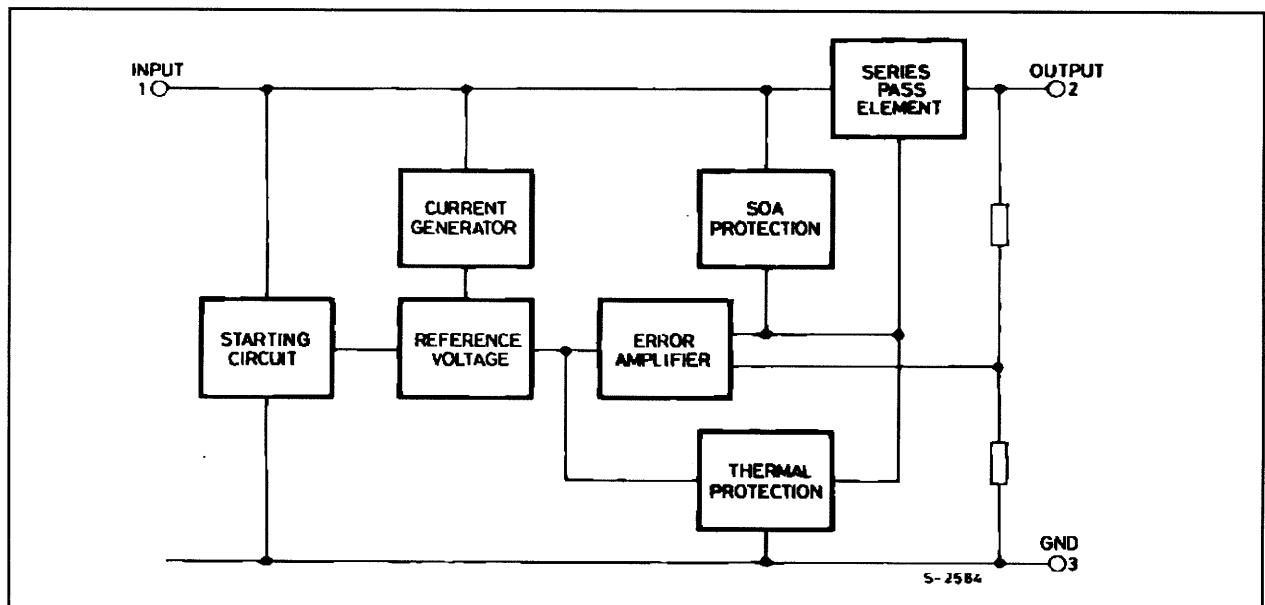 INPUT
1
SERIES
PASS
ELEMENT
OUTPUT
2
CURRENT
GENERATOR
SOA
PROTECTION
STARTING
CIRCUIT
REFERENCE
VOLTAGE
ERROR
AMPLIFIER
THERMAL
PROTECTION
GND
3
S-2584